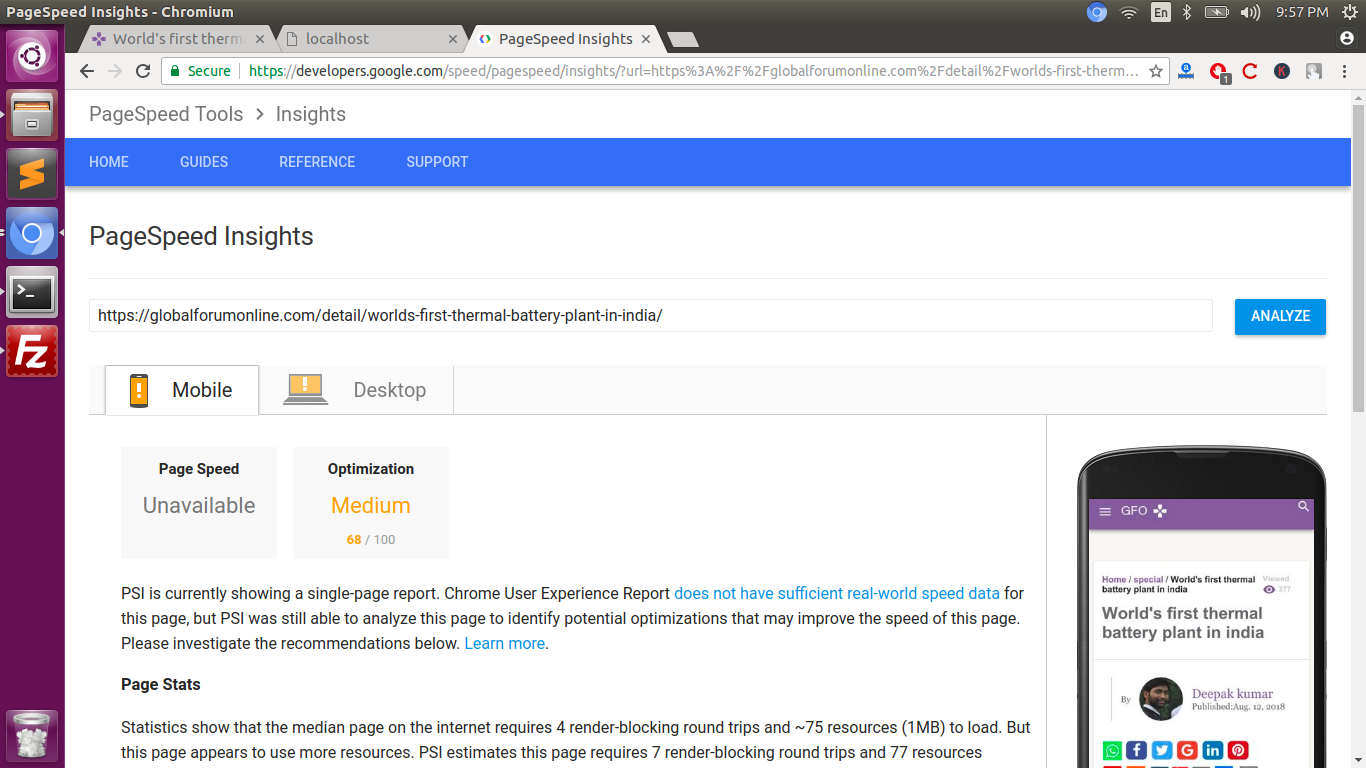 PageSpeed Insights - Chromium
En
9:57 PM
World's first therm
localhost
PageSpeed Insights
Secure
https://developers.google.com/speed/pagespeed/insights/?url=https%3A%2F%2Fglobalforumonline.com%2Fdetail%2Fworlds-first-therm...
a
1
C
K
PageSpeed Tools > Insights
HOME
GUIDES
REFERENCE
SUPPORT
PageSpeed Insights
https://globalforumonline.com/detail/worlds-first-thermal-battery-plant-in-india/
ANALYZE
Mobile
Desktop
Page Speed
Unavailable
Optimization
Medium
68 / 100
PSI is currently showing a single-page report. Chrome User Experience Report does not have sufficient real-world speed data for
this page, but PSI was still able to analyze this page to identify potential optimizations that may improve the speed of this page.
Please investigate the recommendations below. Learn more.
Page Stats
Statistics show that the median page on the internet requires 4 render-blocking round trips and ~75 resources (1MB) to load. But
this page appears to use more resources. PSI estimates this page requires 7 render-blocking round trips and 77 resources
GFO
Home / special / World's first thermal
battery plant in india
Viewed
377
World's first thermal
battery plant in india
By
Deepak kumar
Published:Aug. 12, 2018
Fz